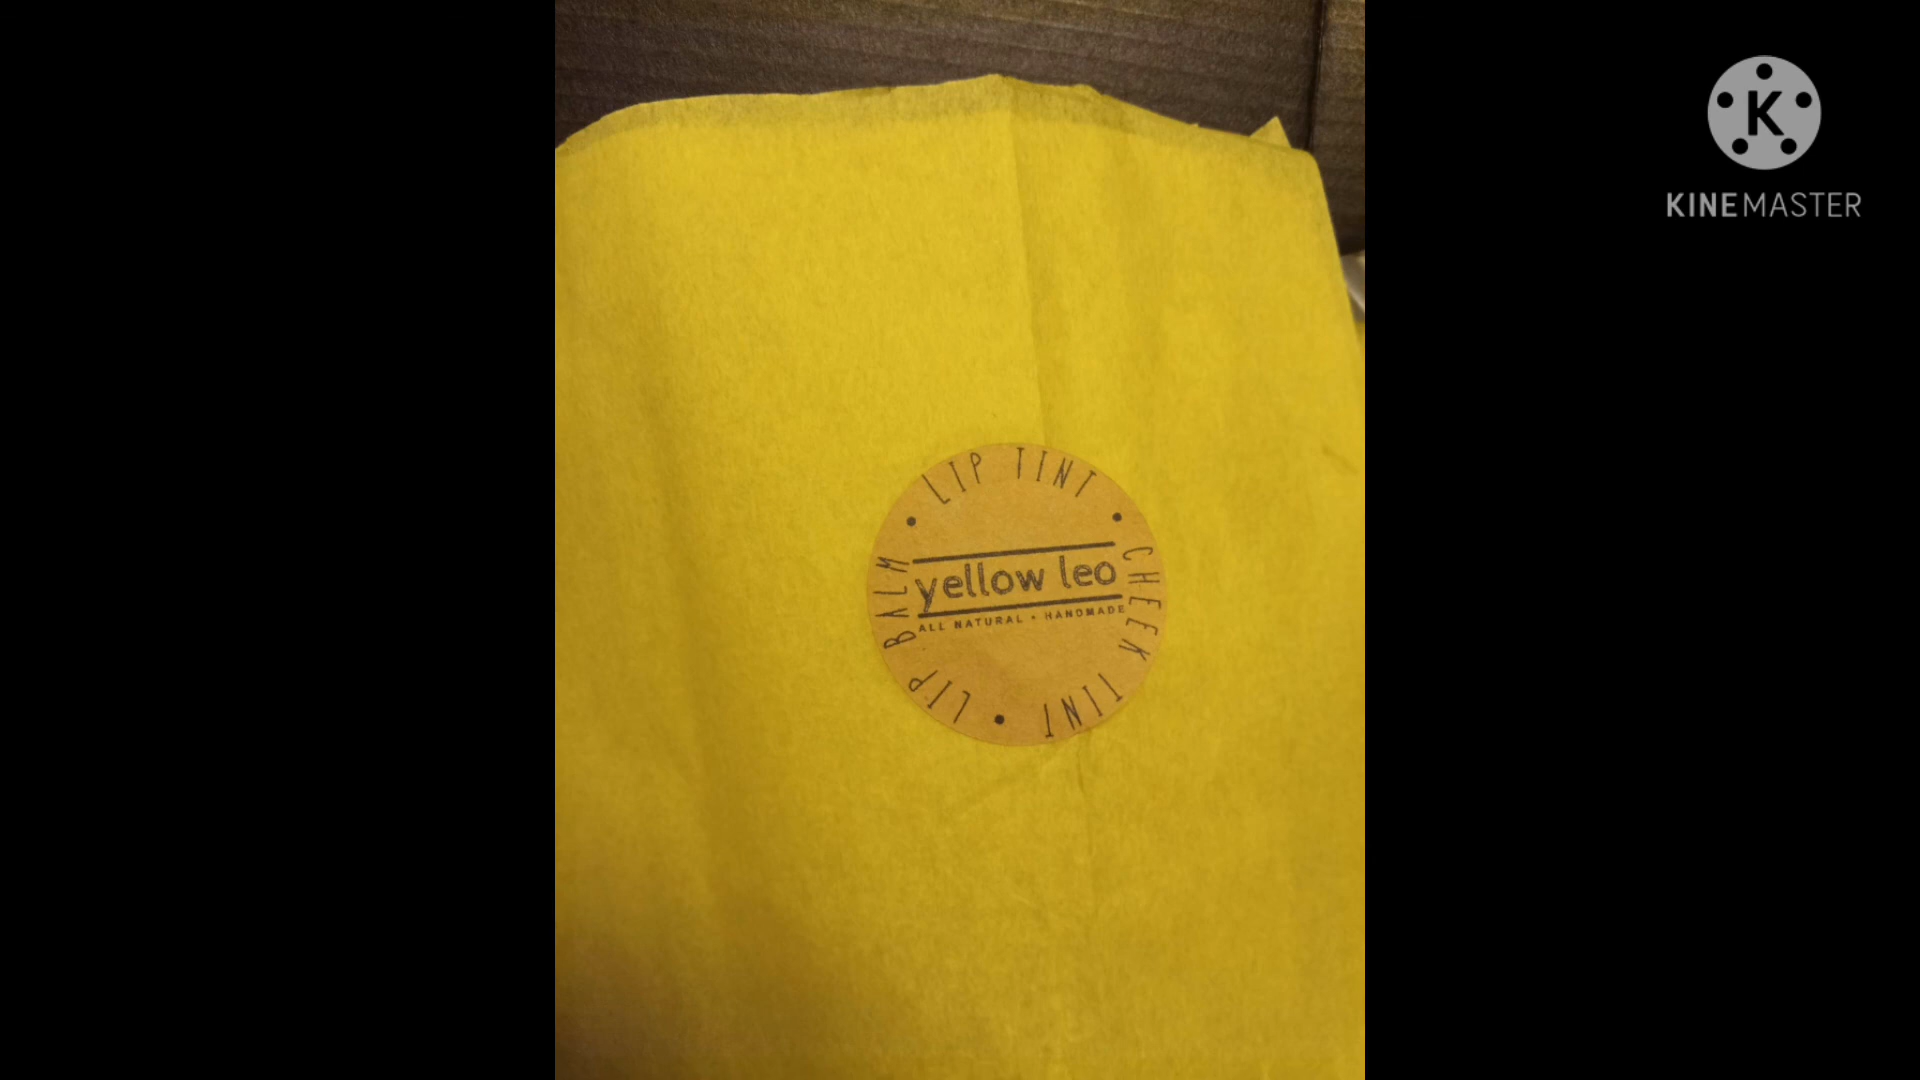 LIP TINT • CHEEK TINT • LIP BALM •
yellow leo
ALL NATURAL • HANDMADE
K
KINEMASTER